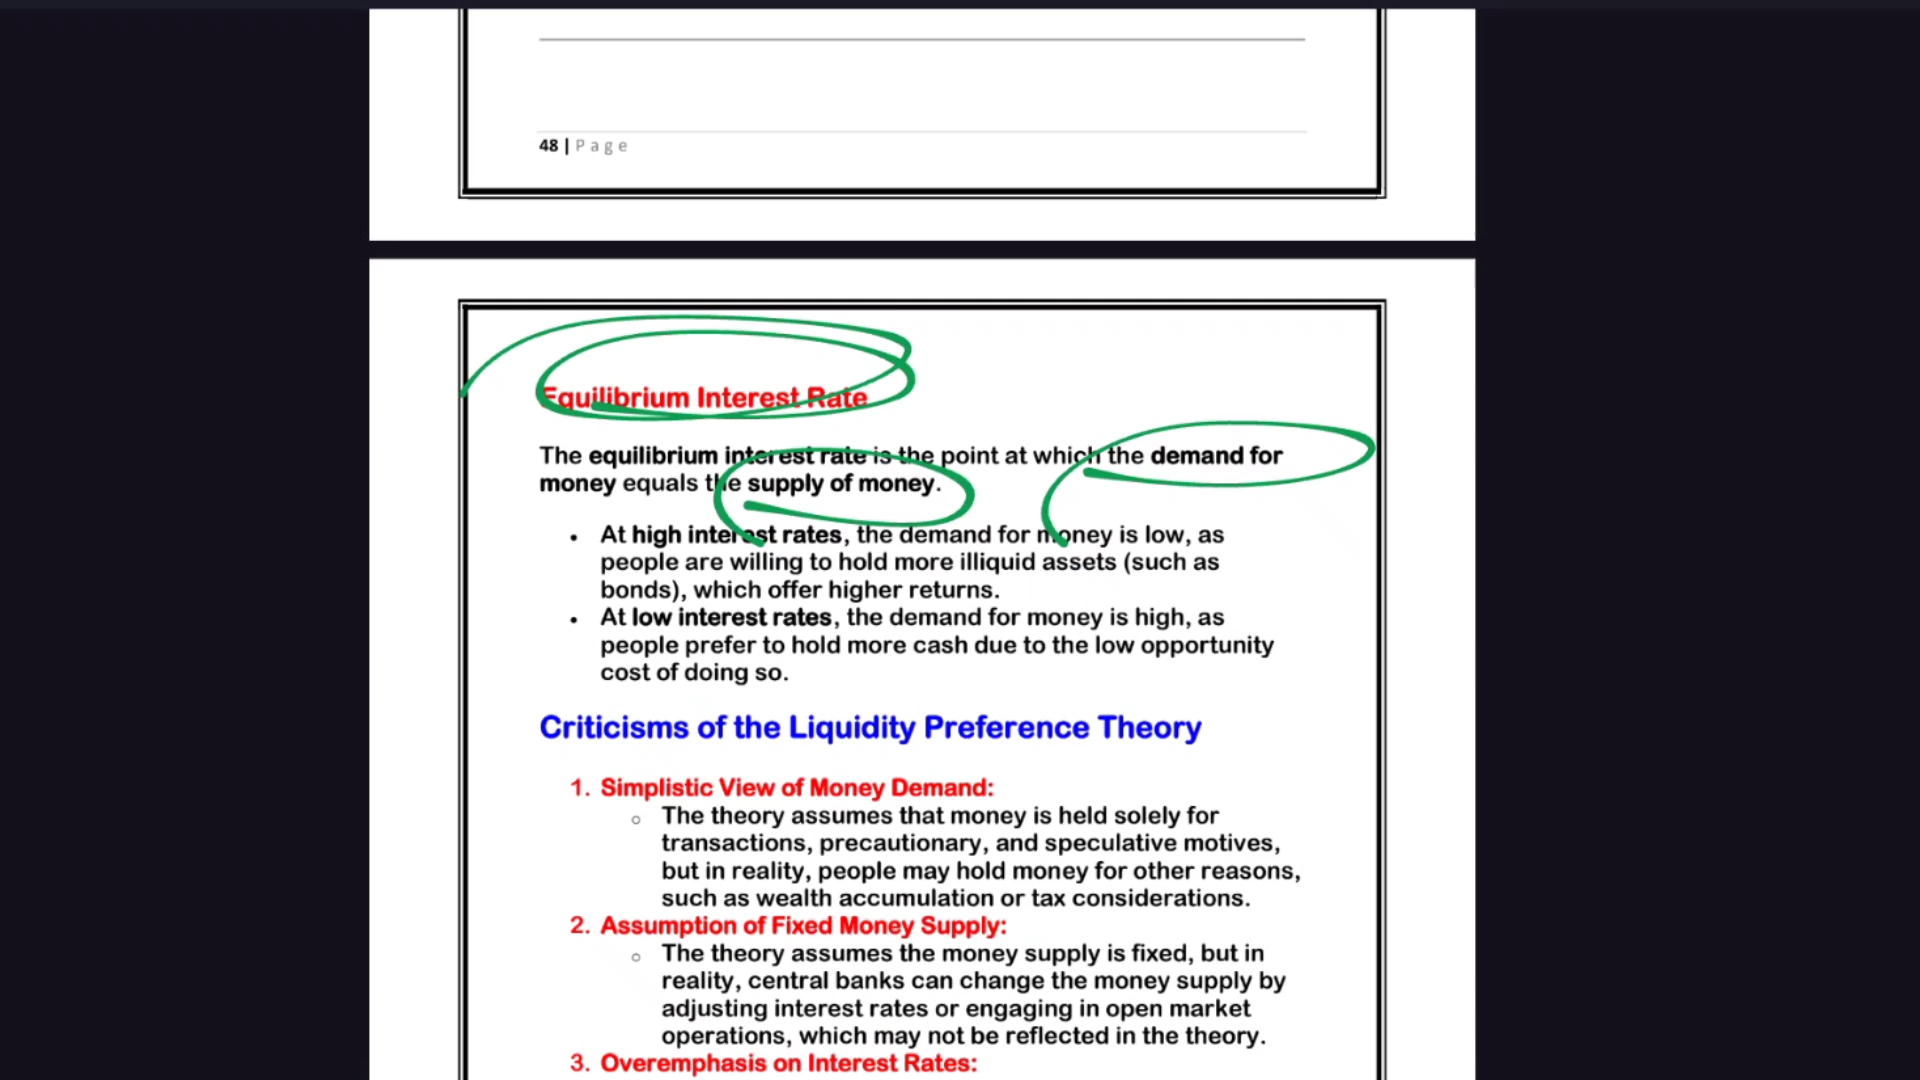 48 | Page
Equilibrium Interest Rate
The equilibrium interest rate is the point at which the demand for
money equals the supply of money.
• At high interest rates, the demand for money is low, as
people are willing to hold more illiquid assets (such as
bonds), which offer higher returns.
• At low interest rates, the demand for money is high, as
people prefer to hold more cash due to the low opportunity
cost of doing so.
Criticisms of the Liquidity Preference Theory
1. Simplistic View of Money Demand:
o The theory assumes that money is held solely for
transactions, precautionary, and speculative motives,
but in reality, people may hold money for other reasons,
such as wealth accumulation or tax considerations.
2. Assumption of Fixed Money Supply:
o The theory assumes the money supply is fixed, but in
reality, central banks can change the money supply by
adjusting interest rates or engaging in open market
operations, which may not be reflected in the theory.
3. Overemphasis on Interest Rates: